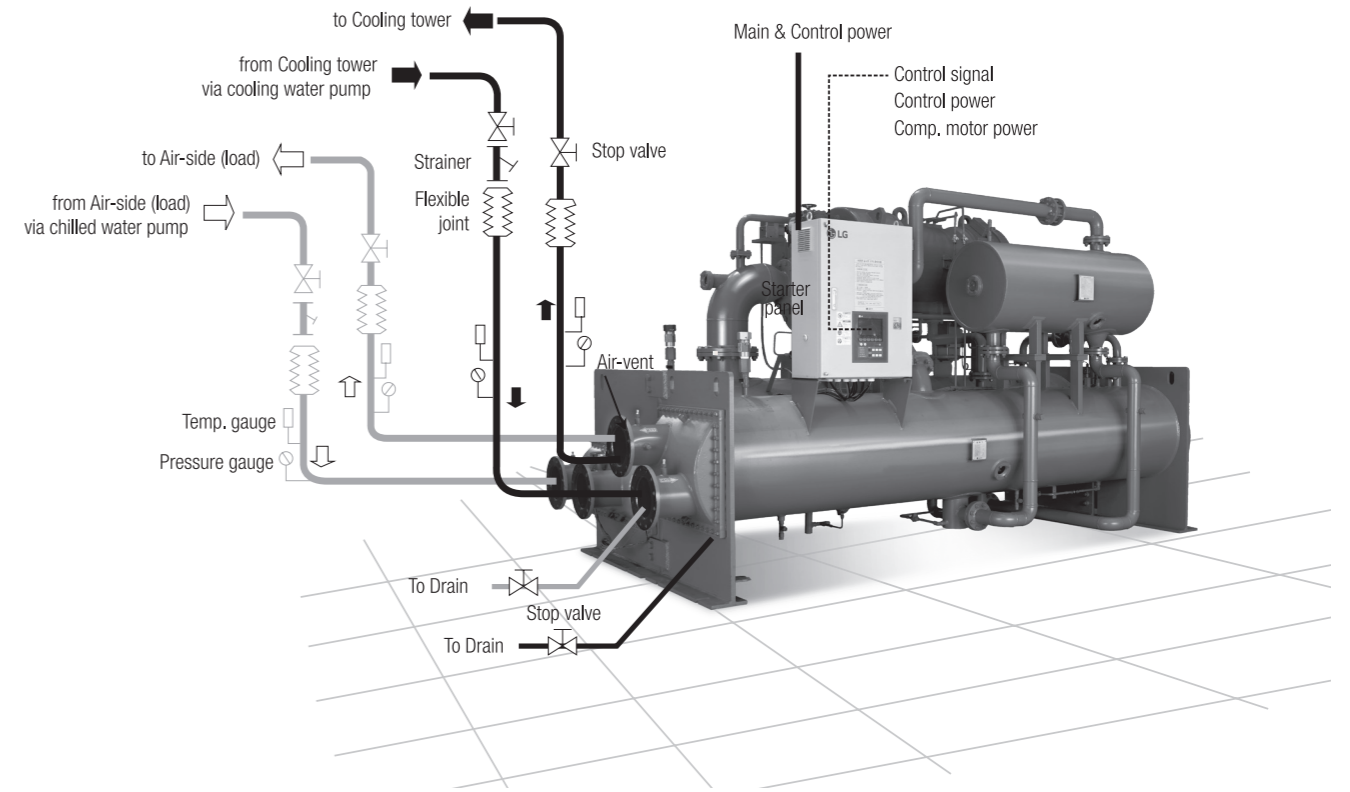 to Cooling tower
from Cooling tower
via cooling water pump
to Air-side (load)
from Air-side (load)
via chilled water pump
Strainer
Flexible
joint
Stop valve
Main & Control power
Control signal
Control power
Comp. motor power
LG
Starter
panel
Air-vent
Temp. gauge
Pressure gauge
To Drain
Stop valve
To Drain